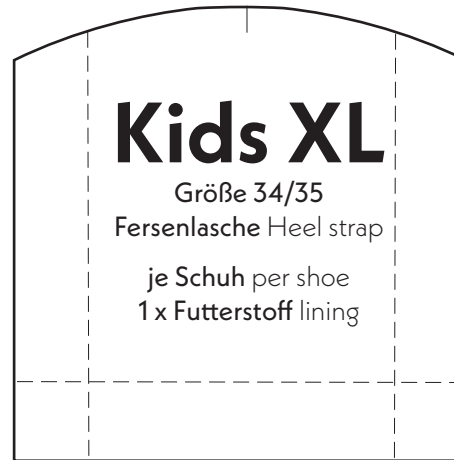 Kids XL
Größe 34/35
Fersenlasche Heel strap
je Schuh per shoe
1 x Futterstoff lining